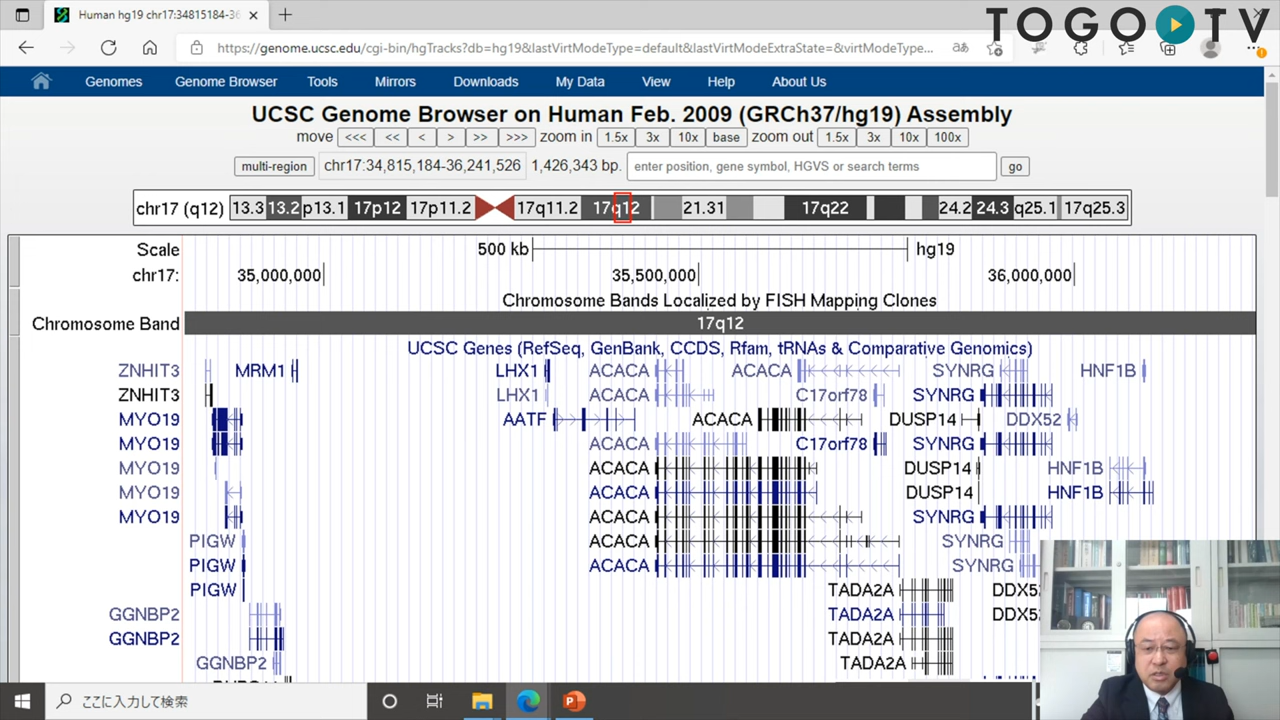 Human hg19 chr17:34815184-36
TOGO TV
https://genome.ucsc.edu/cgi-bin/hgTracks?db=hg19&lastVirtModeType=default&lastVirtModeExtraState=&virtModeType...
Genomes Genome Browser Tools Mirrors Downloads My Data View Help About Us
UCSC Genome Browser on Human Feb. 2009 (GRCh37/hg19) Assembly
move <<< << < > >> >>> zoom in 1.5x 3x 10x base zoom out 1.5x 3x 10x 100x
multi-region chr17:34,815,184-36,241,526 1,426,343 bp. enter position, gene symbol, HGVS or search terms go
chr17 (q12) 13.3 13.2 p13.1 17p12 17p11.2 17q11.2 17q12 21.31 17q22 24.2 24.3 q25.1 17q25.3
Scale 500 kb hg19
chr17: 35,000,000 35,500,000 36,000,000
Chromosome Bands Localized by FISH Mapping Clones
Chromosome Band 17q12
UCSC Genes (RefSeq, GenBank, CCDS, Rfam, tRNAs & Comparative Genomics)
ZNHIT3 MRM1 LHX1 ACACA ACACA SYNRG HNF1B
ZNHIT3 LHX1 ACACA C17orf78 SYNRG
MYO19 AATF ACACA DUSP14 DDX52
MYO19 ACACA C17orf78 SYNRG
MYO19 ACACA DUSP14 HNF1B
MYO19 ACACA DUSP14 HNF1B
MYO19 ACACA SYNRG
PIGW ACACA SYNRG
PIGW ACACA SYNRG
PIGW TADA2A DDX52
GGNBP2 TADA2A DDX52
GGNBP2 TADA2A
GGNBP2 TADA2A
ここに入力して検索